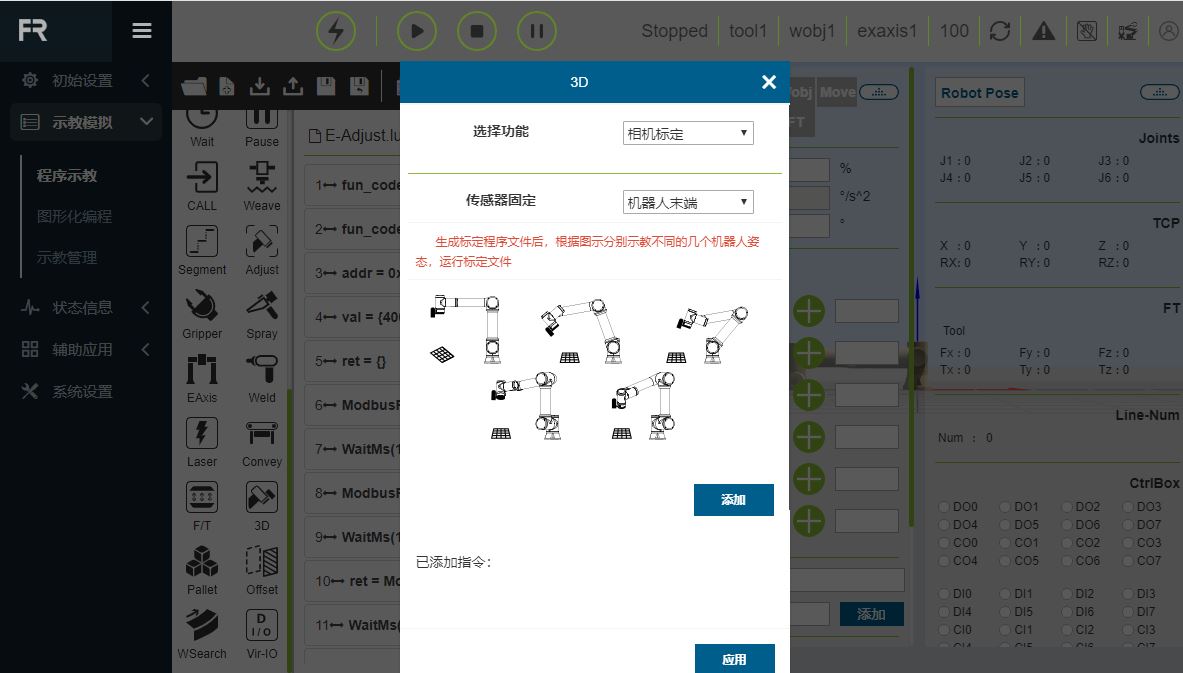 FR
Stopped
tool1
wobj1
exaxis1
100
初始设置
示教模拟
程序示教
图形化编程
示教管理
状态信息
辅助应用
系统设置
Wait
Pause
CALL
Weave
Segment
Adjust
Gripper
Spray
EAxis
Weld
Laser
Convey
F/T
3D
Pallet
Offset
WSearch
Vir-IO
E-Adjust.lu
1 fun_code
2 fun_code
3 addr = 0x
4 val = {400
5 ret = {}
6 Modbus
7 WaitMs(1
8 Modbus
9 WaitMs(1
10 ret = Mo
11 WaitMs(
3D
选择功能
相机标定
传感器固定
机器人末端
生成标定程序文件后，根据图示分别示教不同的几个机器人姿
态，运行标定文件
添加
已添加指令：
应用
obj
Move
FT
%
°/s^2
°
添加
Robot Pose
Joints
J1 : 0 J2 : 0 J3 : 0
J4 : 0 J5 : 0 J6 : 0
TCP
X : 0 Y : 0 Z : 0
RX: 0 RY: 0 RZ: 0
FT
Tool
Fx : 0 Fy : 0 Fz : 0
Tx : 0 Ty : 0 Tz : 0
Line-Num
Num : 0
CtrlBox
DO0 DO1 DO2 DO3
DO4 DO5 DO6 DO7
CO0 CO1 CO2 CO3
CO4 CO5 CO6 CO7
DI0 DI1 DI2 DI3
DI4 DI5 DI6 DI7
CI0 CI1 CI2 CI3
CI4 CI5 CI6 CI7